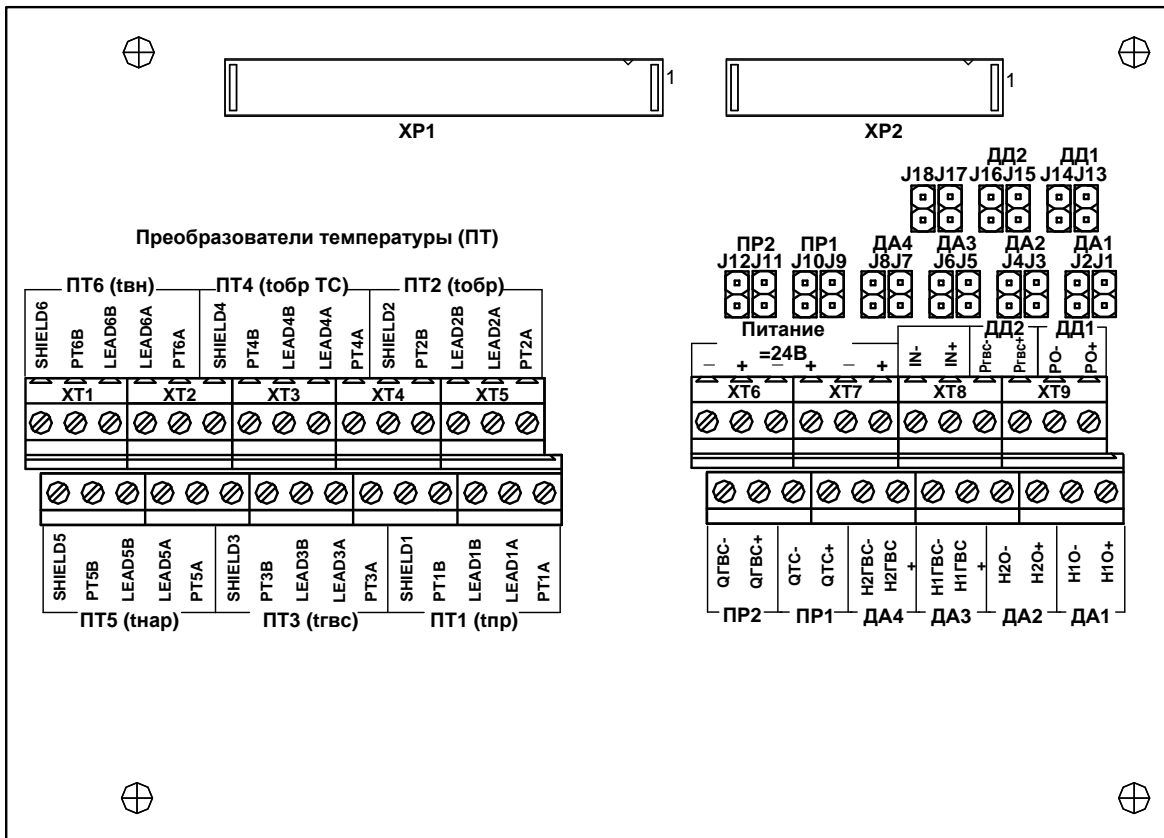 1
1
XP1
XP2
ДД2
ДД1
J18J17
J16J15
J14J13
Преобразователи температуры (ПТ)
ПР2
ПР1
ДА4
ДА3
ДА2
ДА1
J12J11
J10J9
J8J7
J6J5
J4J3
J2J1
ПТ6 (tвн)
ПТ4 (tобр ТС)
ПТ2 (tобр)
Питание
=24В
ДД2
ДД1
SHIELD6
PT6B
LEAD6B
LEAD6A
PT6A
SHIELD4
PT4B
LEAD4B
LEAD4A
PT4A
SHIELD2
PT2B
LEAD2B
LEAD2A
PT2A
–
+
–
+
–
+
IN-
IN+
Pгвс-
Pгвс+
PO-
PO+
XT1
XT2
XT3
XT4
XT5
XT6
XT7
XT8
XT9
SHIELD5
PT5B
LEAD5B
LEAD5A
PT5A
SHIELD3
PT3B
LEAD3B
LEAD3A
PT3A
SHIELD1
PT1B
LEAD1B
LEAD1A
PT1A
QГВС-
QГВС+
QТС-
QТС+
H2ГВС-
H2ГВС +
H1ГВС-
H1ГВС +
H2O-
H2O+
H1O-
H1O+
ПТ5 (tнар)
ПТ3 (tгвс)
ПТ1 (tпр)
ПР2
ПР1
ДА4
ДА3
ДА2
ДА1